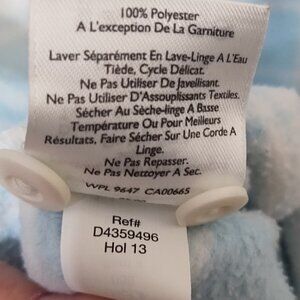 100% Polyester
A L'exception De La Garniture
Laver Séparément En Lave-Linge A L'Eau
Tiède, Cycle Délicat.
Ne Pas Utiliser De Javellisant.
Ne Pas Utiliser D'Assouplissants Textiles.
Sécher Au Sèche-linge A Basse
Température Ou Pour Meilleurs
Résultats, Faire Sécher Sur Une Corde A
Linge.
Ne Pas Repasser.
Ne Pas Nettoyer A Sec.
WPL 9647 CA00665
Ref#
D4359496
Hol 13